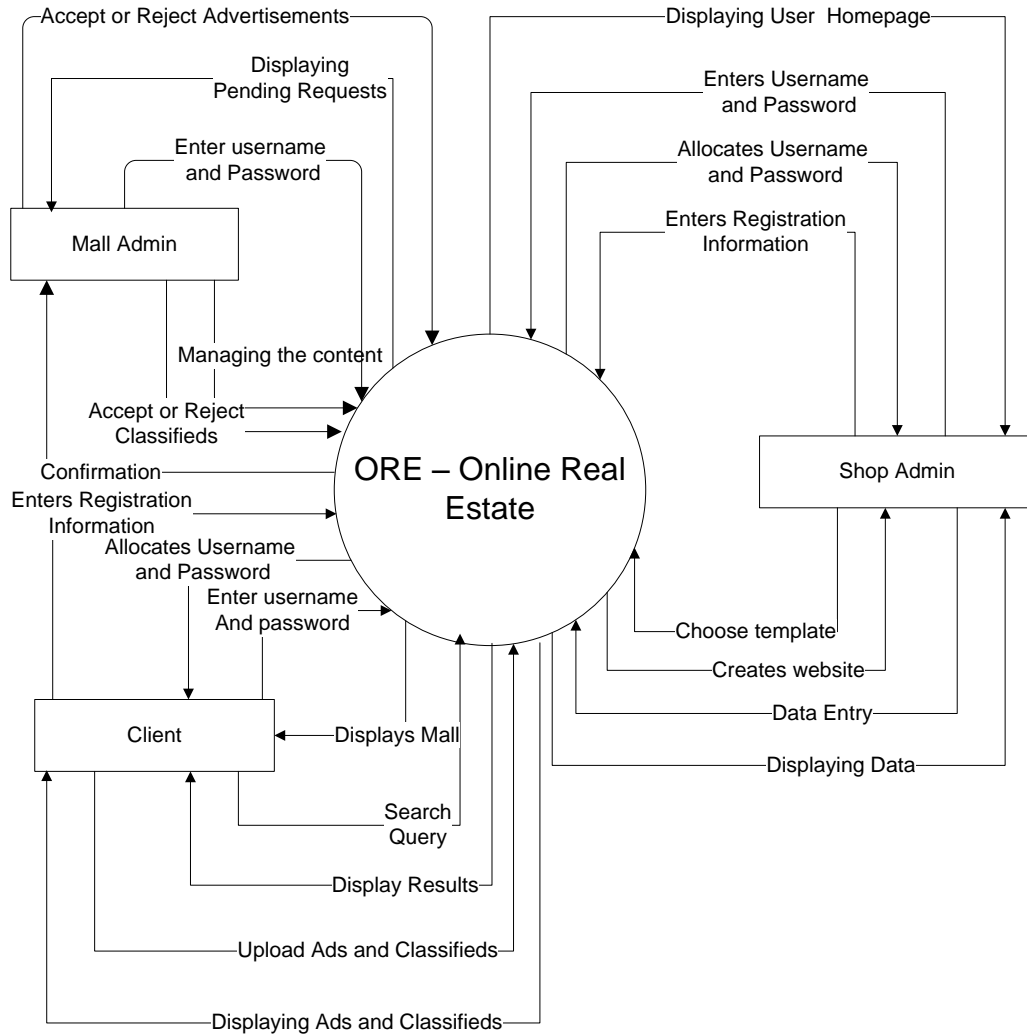 Accept or Reject Advertisements
Displaying User Homepage
Displaying
Pending Requests
Enters Username
and Password
Enter username
and Password
Allocates Username
and Password
Enters Registration
Information
Mall Admin
Managing the content
Accept or Reject
Classifieds
Confirmation
ORE – Online Real
Estate
Shop Admin
Enters Registration
Information
Allocates Username
and Password
Enter username
And password
Choose template
Creates website
Client
Displays Mall
Data Entry
Displaying Data
Search
Query
Display Results
Upload Ads and Classifieds
Displaying Ads and Classifieds